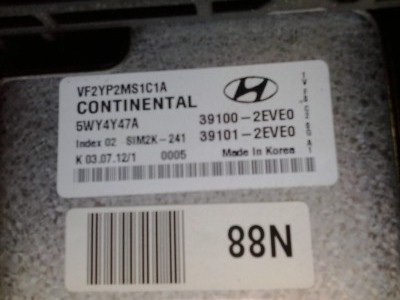 VF2YP2MS1C1A
CONTINENTAL
5WY4Y47A 39100-2EVE0
Index 02 SIM2K-241 39101-2EVE0
K 03.07.12/1 0005 Made in Korea
88N